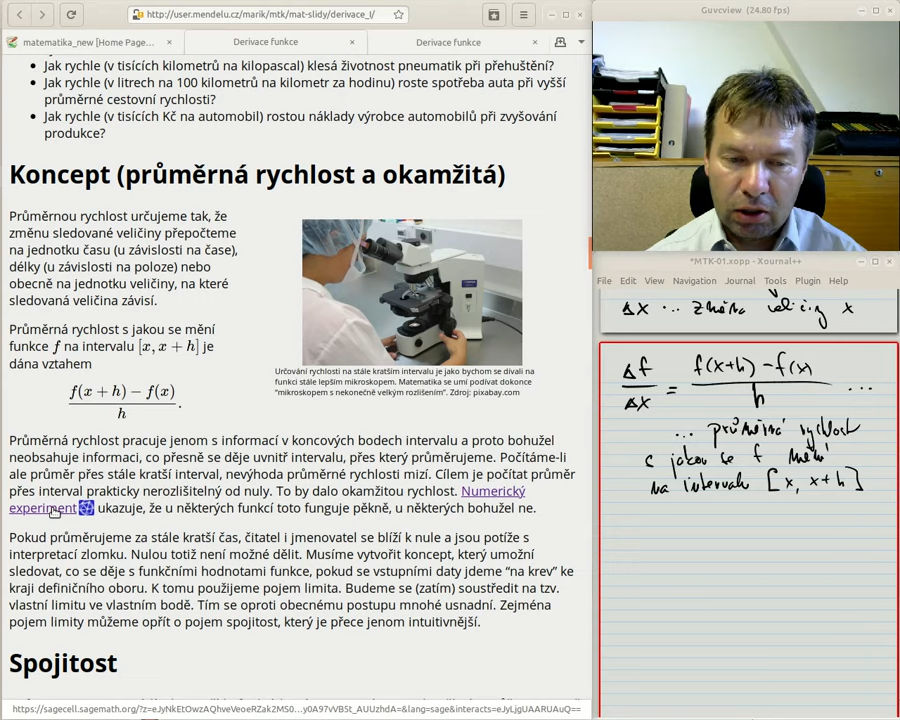 http://user.mendelu.cz/marik/mtk/mat-slidy/derivace_I/
Guvcview (24.80 fps)
matematika_new [Home Page...
Derivace funkce
Derivace funkce
Jak rychle (v tisících kilometrů na kilopascal) klesá životnost pneumatik při přehuštění?
Jak rychle (v litrech na 100 kilometrů na kilometr za hodinu) roste spotřeba auta při vyšší
průměrné cestovní rychlosti?
Jak rychle (v tisících Kč na automobil) rostou náklady výrobce automobilů při zvyšování
produkce?
Koncept (průměrná rychlost a okamžitá)
Průměrnou rychlost určujeme tak, že
změnu sledované veličiny přepočteme
na jednotku času (u závislosti na čase),
délky (u závislosti na poloze) nebo
obecně na jednotku veličiny, na které
sledovaná veličina závisí.
Průměrná rychlost s jakou se mění
funkce f na intervalu [x, x + h] je
dána vztahem
f(x + h) − f(x)
h
.
Určování rychlosti na stále kratším intervalu je jako bychom se dívali na
funkci stále lepším mikroskopem. Matematika se umí podívat dokonce
"mikroskopem s nekonečně velkým rozlišením". Zdroj: pixabay.com
Průměrná rychlost pracuje jenom s informací v koncových bodech intervalu a proto bohužel
neobsahuje informaci, co přesně se děje uvnitř intervalu, přes který průměrujeme. Počítáme-li
ale průměr přes stále kratší interval, nevýhoda průměrné rychlosti mizí. Cílem je počítat průměr
přes interval prakticky nerozlišitelný od nuly. To by dalo okamžitou rychlost. Numerický
experiment ukazuje, že u některých funkcí toto funguje pěkně, u některých bohužel ne.
Pokud průměrujeme za stále kratší čas, čitatel i jmenovatel se blíží k nule a jsou potíže s
interpretací zlomku. Nulou totiž není možné dělit. Musíme vytvořit koncept, který umožní
sledovat, co se děje s funkčními hodnotami funkce, pokud se vstupními daty jdeme "na krev" ke
kraji definičního oboru. K tomu použijeme pojem limita. Budeme se (zatím) soustředit na tzv.
vlastní limitu ve vlastním bodě. Tím se oproti obecnému postupu mnohé usnadní. Zejména
pojem limity můžeme opřít o pojem spojitost, který je přece jenom intuitivnější.
Spojitost
*MTK-01.xopp - Xournal++
File Edit View Navigation Journal Tools Plugin Help
Δx ... změna veličiny x
Δf
Δx
=
f(x+h) − f(x)
h
...
... průměrná rychlost
s jakou se f mění
na intervalu [x, x+h]